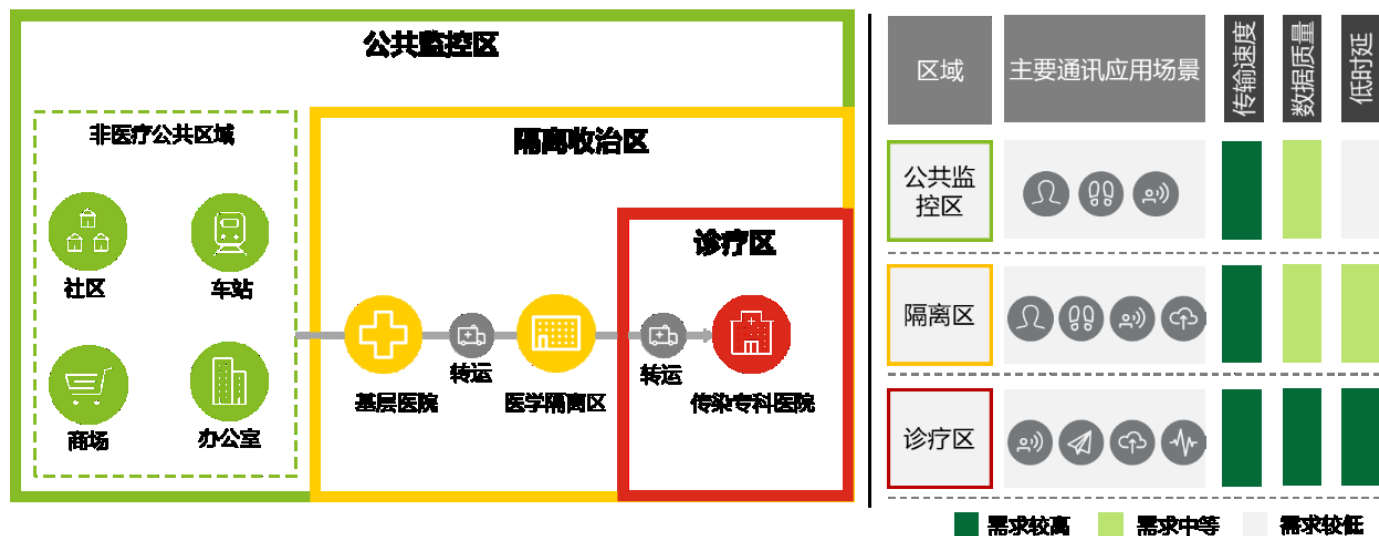 公共监控区
非医疗公共区域
社区
车站
商场
办公室
隔离收治区
基层医院
转运
医学隔离区
诊疗区
转运
传染专科医院
区域
主要通讯应用场景
传输速度
数据质量
低时延
公共监
控区
隔离区
诊疗区
需求较高
需求中等
需求较低